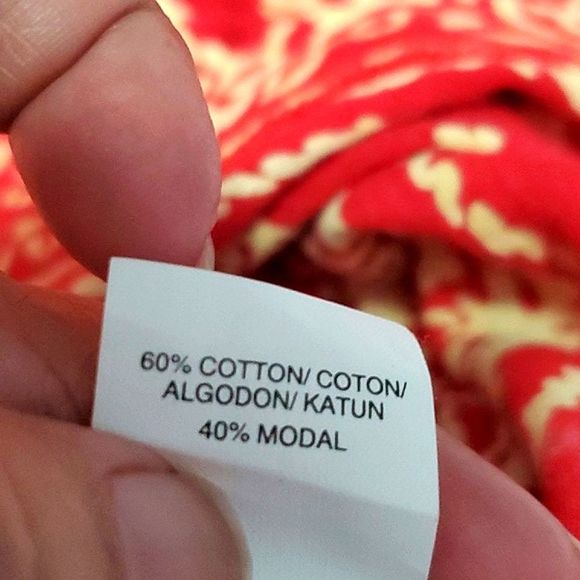 60% COTTON/ COTON/
ALGODON/ KATUN
40% MODAL